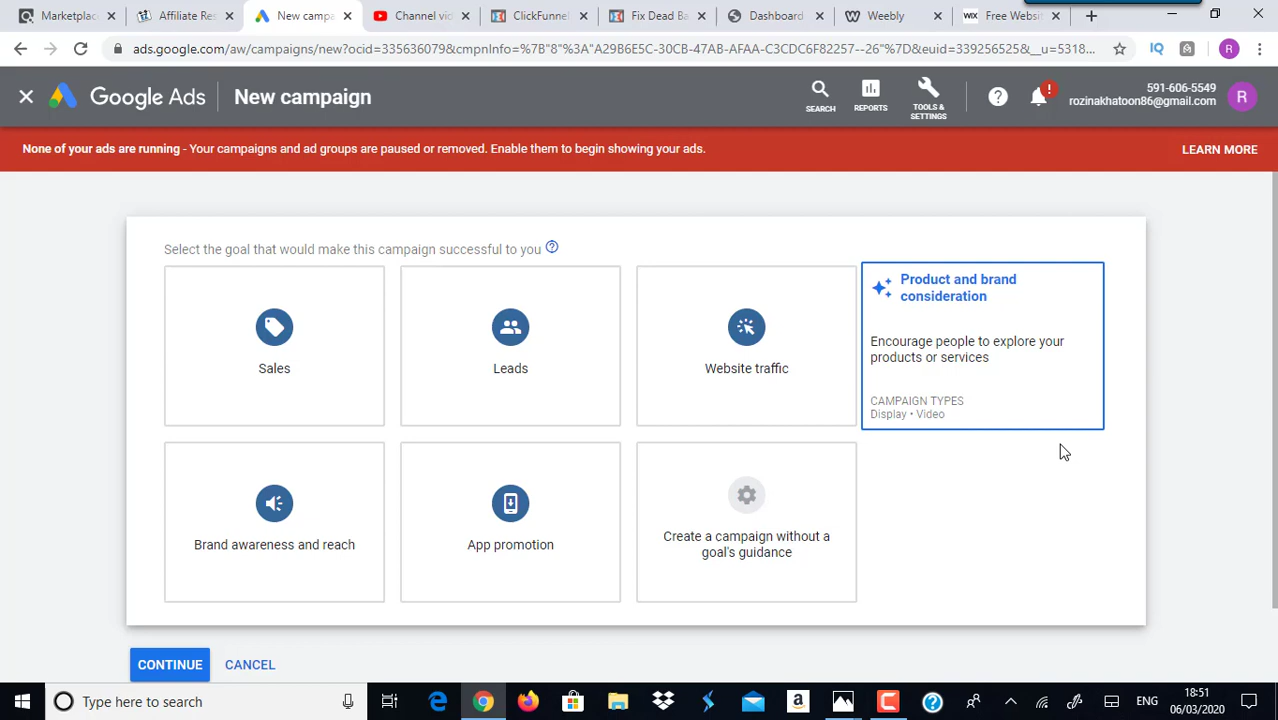 Marketplac
Affiliate Res
New campa
Channel vid
ClickFunnel
Fix Dead Ba
Dashboard
Weebly
WIX
Free Websit
ads.google.com/aw/campaigns/new?ocid=335636079&cmpnInfo=%7B"8"%3A"A29B6E5C-30CB-47AB-AFAA-C3CDC6F82257--26"%7D&euid=339256525&__u=5318...
IQ
R
Google Ads
New campaign
SEARCH
REPORTS
TOOLS &
SETTINGS
!
591-606-5549
rozinakhatoon86@gmail.com
R
None of your ads are running - Your campaigns and ad groups are paused or removed. Enable them to begin showing your ads.
LEARN MORE
Select the goal that would make this campaign successful to you
Sales
Leads
Website traffic
Product and brand
consideration
Encourage people to explore your
products or services
CAMPAIGN TYPES
Display • Video
Brand awareness and reach
App promotion
Create a campaign without a
goal's guidance
CONTINUE
CANCEL
Type here to search
ENG
18:51
06/03/2020